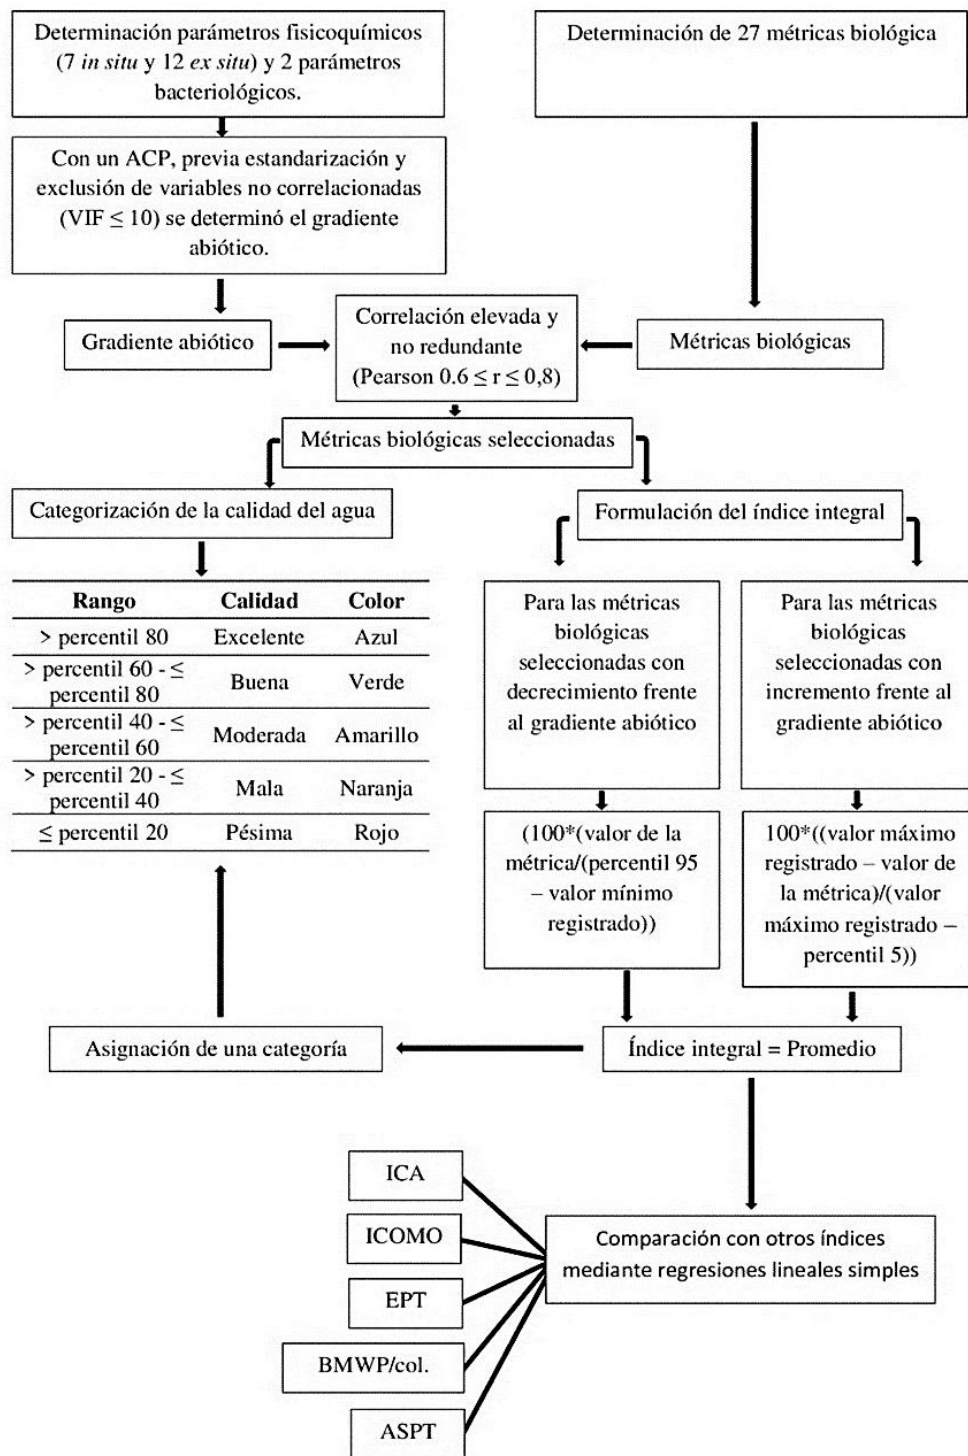 Determinación parámetros fisicoquímicos
(7 in situ y 12 ex situ) y 2 parámetros
bacteriológicos.
Determinación de 27 métricas biológica
Con un ACP, previa estandarización y
exclusión de variables no correlacionadas
(VIF ≤ 10) se determinó el gradiente
abiótico.
Gradiente abiótico
Correlación elevada y
no redundante
(Pearson 0.6 ≤ r ≤ 0,8)
Métricas biológicas
Métricas biológicas seleccionadas
Categorización de la calidad del agua
Formulación del índice integral
Rango Calidad Color
> percentil 80 Excelente Azul
> percentil 60 - ≤
percentil 80 Buena Verde
> percentil 40 - ≤
percentil 60 Moderada Amarillo
> percentil 20 - ≤
percentil 40 Mala Naranja
≤ percentil 20 Pésima Rojo
Para las métricas
biológicas
seleccionadas con
decrecimiento frente
al gradiente abiótico
Para las métricas
biológicas
seleccionadas con
incremento frente al
gradiente abiótico
(100*(valor de la
métrica/(percentil 95
– valor mínimo
registrado))
100*((valor máximo
registrado – valor de
la métrica)/(valor
máximo registrado –
percentil 5))
Asignación de una categoría
Índice integral = Promedio
ICA
ICOMO
EPT
BMWP/col.
ASPT
Comparación con otros índices
mediante regresiones lineales simples